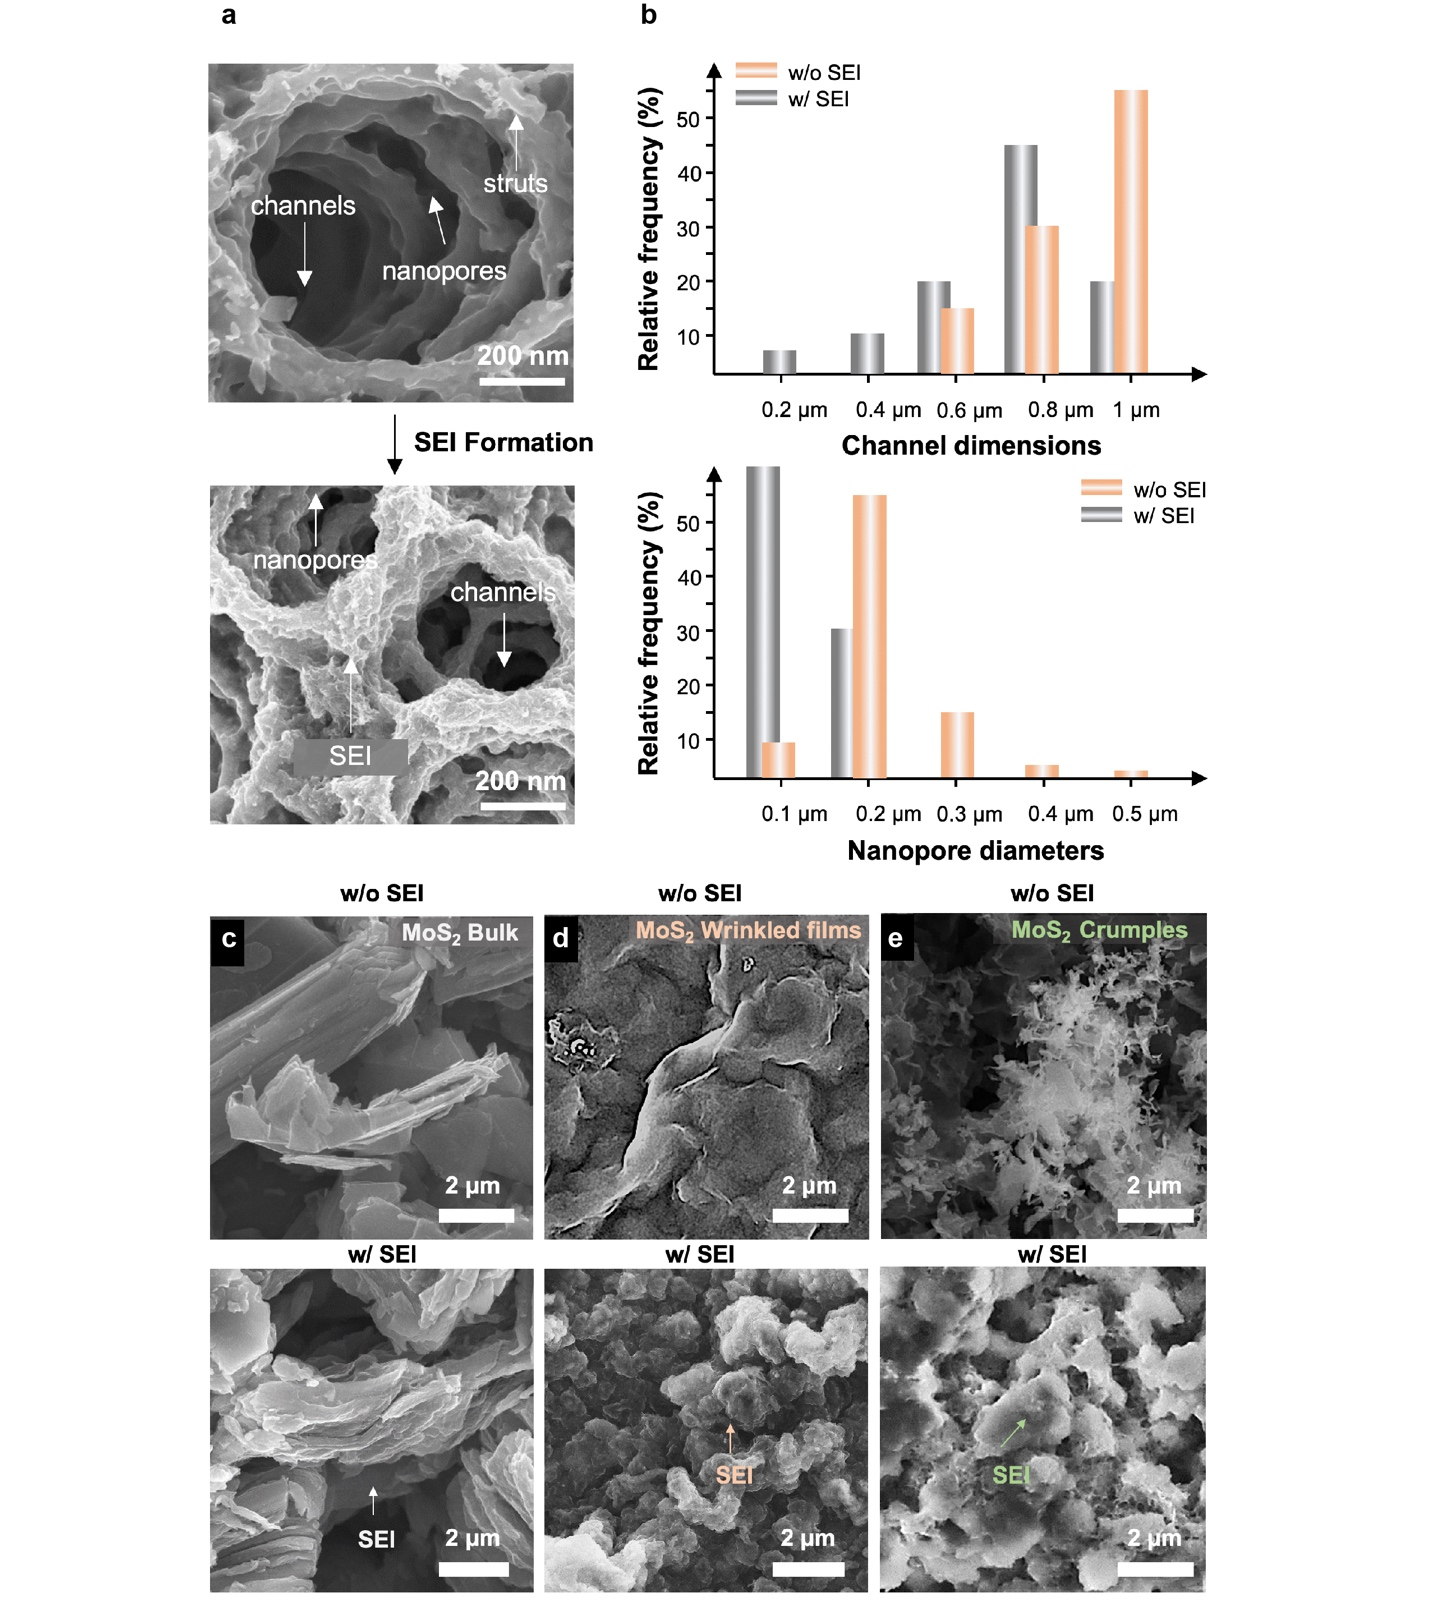 a
struts
channels
nanopores
200 nm
SEI Formation
nanopores
channels
SEI
200 nm
b
w/o SEI
w/ SEI
Relative frequency (%)
50
40
30
20
10
0.2 µm 0.4 µm 0.6 µm 0.8 µm 1 µm
Channel dimensions
w/o SEI
w/ SEI
Relative frequency (%)
50
40
30
20
10
0.1 µm 0.2 µm 0.3 µm 0.4 µm 0.5 µm
Nanopore diameters
w/o SEI
c
MoS₂ Bulk
2 µm
w/ SEI
SEI
2 µm
w/o SEI
d
MoS₂ Wrinkled films
2 µm
w/ SEI
SEI
2 µm
w/o SEI
e
MoS₂ Crumples
2 µm
w/ SEI
SEI
2 µm